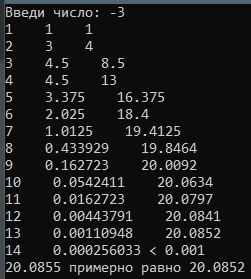 Введи число: -3
1 1 1
2 3 4
3 4.5 8.5
4 4.5 13
5 3.375 16.375
6 2.025 18.4
7 1.0125 19.4125
8 0.433929 19.8464
9 0.162723 20.0092
10 0.0542411 20.0634
11 0.0162723 20.0797
12 0.00443791 20.0841
13 0.00110948 20.0852
14 0.000256033 < 0.001
20.0855 примерно равно 20.0852